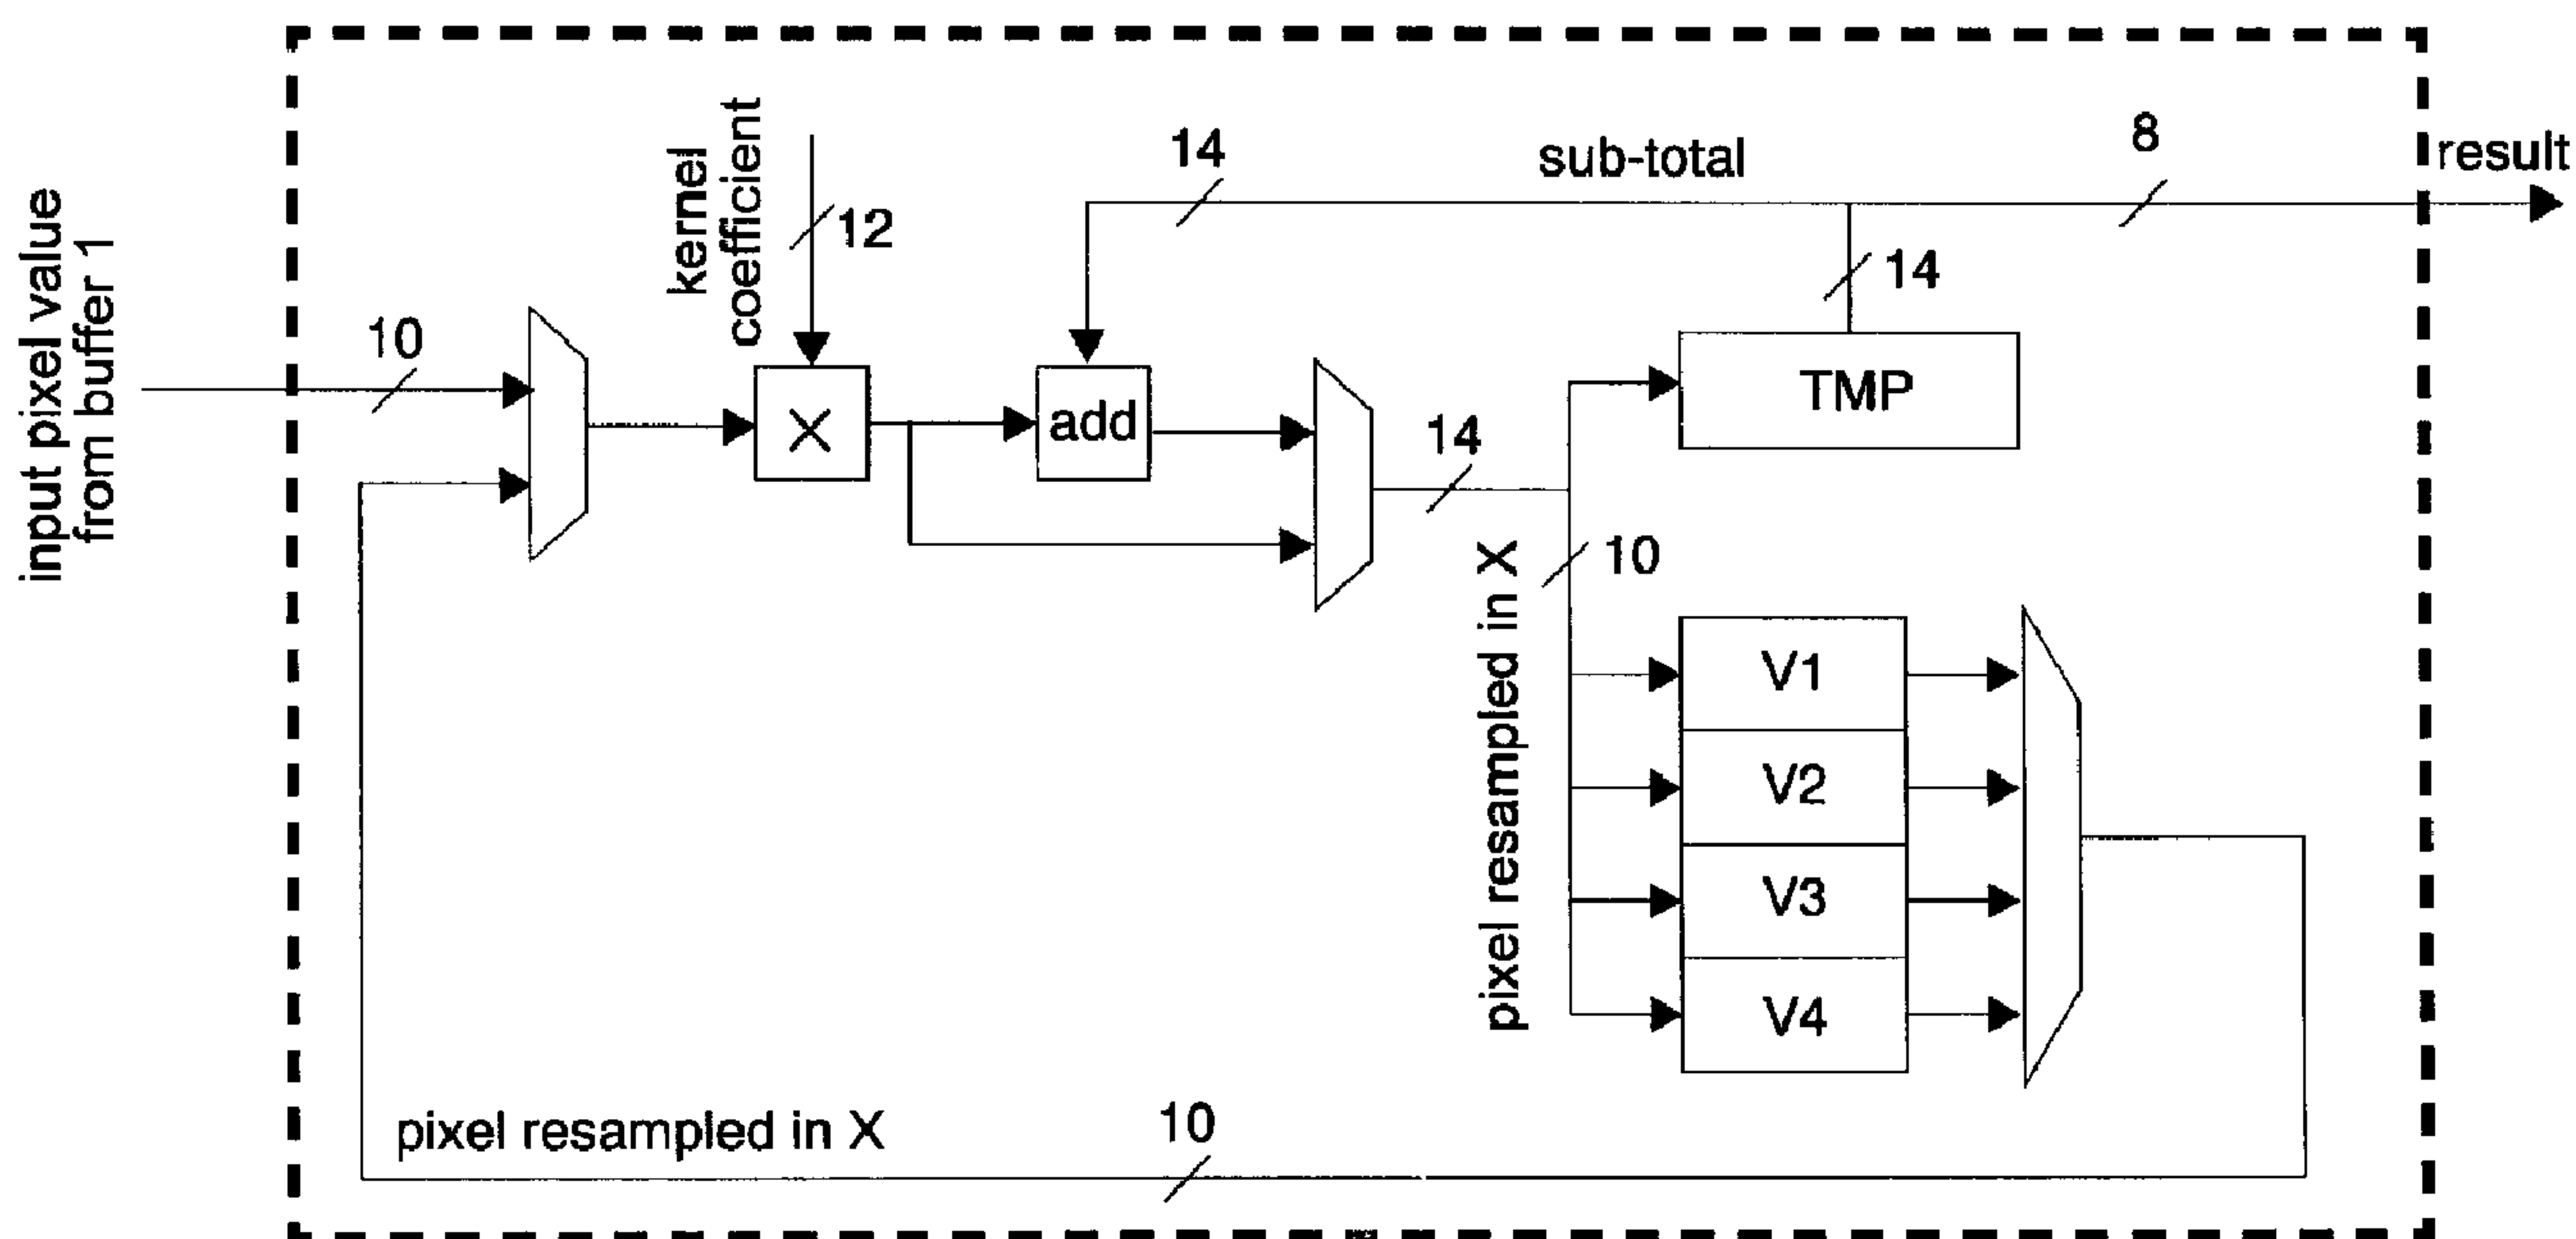 input pixel value
from buffer 1
10
kernel
coefficient
12
X
add
14
sub-total
14
8
result
14
TMP
pixel resampled in X
10
V1
V2
V3
V4
pixel resampled in X
10